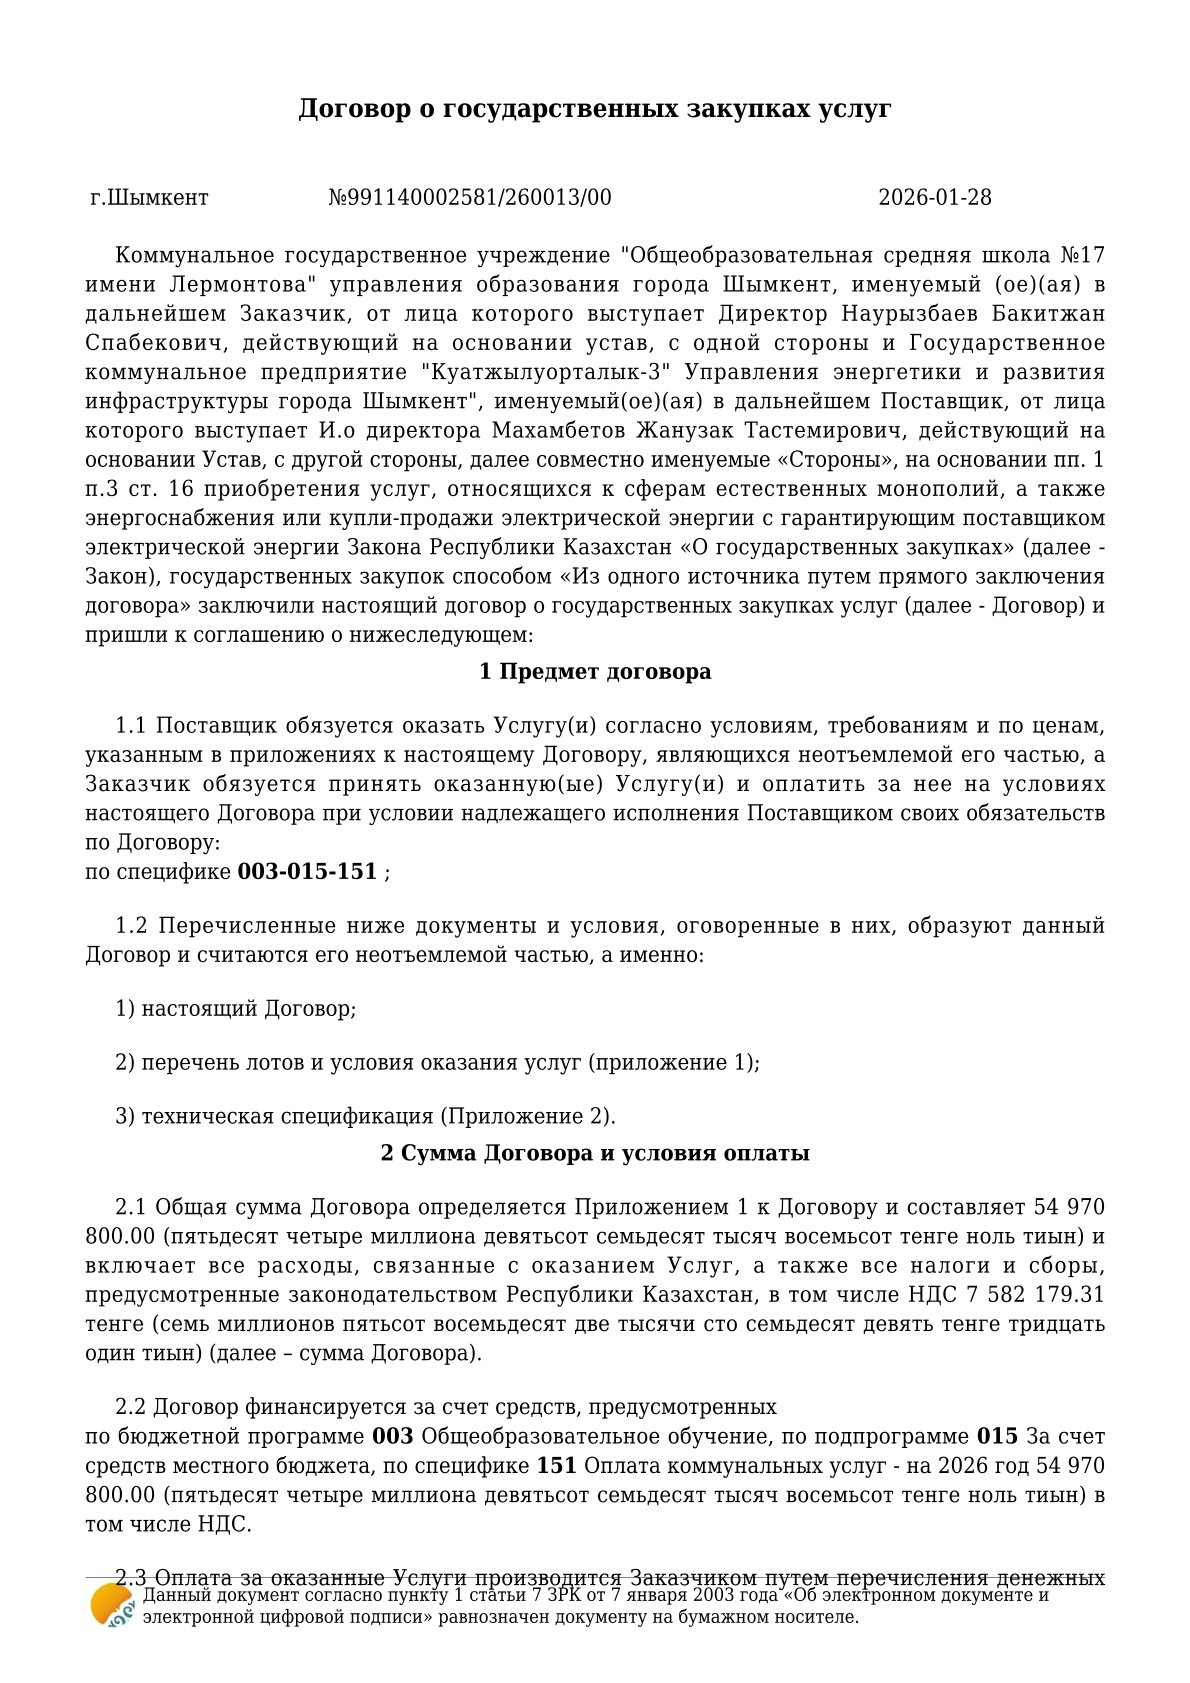 Договор о государственных закупках услуг
г.Шымкент №991140002581/260013/00 2026-01-28
Коммунальное государственное учреждение "Общеобразовательная средняя школа №17
имени Лермонтова" управления образования города Шымкент, именуемый (ое)(ая) в
дальнейшем Заказчик, от лица которого выступает Директор Наурызбаев Бакитжан
Спабекович, действующий на основании устав, с одной стороны и Государственное
коммунальное предприятие "Куатжылуорталык-3" Управления энергетики и развития
инфраструктуры города Шымкент", именуемый(ое)(ая) в дальнейшем Поставщик, от лица
которого выступает И.о директора Махамбетов Жанузак Тастемирович, действующий на
основании Устав, с другой стороны, далее совместно именуемые «Стороны», на основании пп. 1
п.3 ст. 16 приобретения услуг, относящихся к сферам естественных монополий, а также
энергоснабжения или купли-продажи электрической энергии с гарантирующим поставщиком
электрической энергии Закона Республики Казахстан «О государственных закупках» (далее -
Закон), государственных закупок способом «Из одного источника путем прямого заключения
договора» заключили настоящий договор о государственных закупках услуг (далее - Договор) и
пришли к соглашению о нижеследующем:
1 Предмет договора
1.1 Поставщик обязуется оказать Услугу(и) согласно условиям, требованиям и по ценам,
указанным в приложениях к настоящему Договору, являющихся неотъемлемой его частью, а
Заказчик обязуется принять оказанную(ые) Услугу(и) и оплатить за нее на условиях
настоящего Договора при условии надлежащего исполнения Поставщиком своих обязательств
по Договору:
по специфике 003-015-151 ;
1.2 Перечисленные ниже документы и условия, оговоренные в них, образуют данный
Договор и считаются его неотъемлемой частью, а именно:
1) настоящий Договор;
2) перечень лотов и условия оказания услуг (приложение 1);
3) техническая спецификация (Приложение 2).
2 Сумма Договора и условия оплаты
2.1 Общая сумма Договора определяется Приложением 1 к Договору и составляет 54 970
800.00 (пятьдесят четыре миллиона девятьсот семьдесят тысяч восемьсот тенге ноль тиын) и
включает все расходы, связанные с оказанием Услуг, а также все налоги и сборы,
предусмотренные законодательством Республики Казахстан, в том числе НДС 7 582 179.31
тенге (семь миллионов пятьсот восемьдесят две тысячи сто семьдесят девять тенге тридцать
один тиын) (далее – сумма Договора).
2.2 Договор финансируется за счет средств, предусмотренных
по бюджетной программе 003 Общеобразовательное обучение, по подпрограмме 015 За счет
средств местного бюджета, по специфике 151 Оплата коммунальных услуг - на 2026 год 54 970
800.00 (пятьдесят четыре миллиона девятьсот семьдесят тысяч восемьсот тенге ноль тиын) в
том числе НДС.
2.3 Оплата за оказанные Услуги производится Заказчиком путем перечисления денежных
Данный документ согласно пункту 1 статьи 7 ЗРК от 7 января 2003 года «Об электронном документе и
электронной цифровой подписи» равнозначен документу на бумажном носителе.